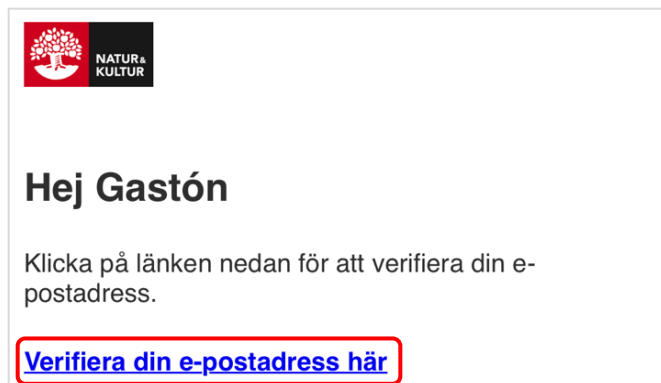 NATUR&
KULTUR
Hej Gastón
Klicka på länken nedan för att verifiera din e-
postadress.
Verifiera din e-postadress här